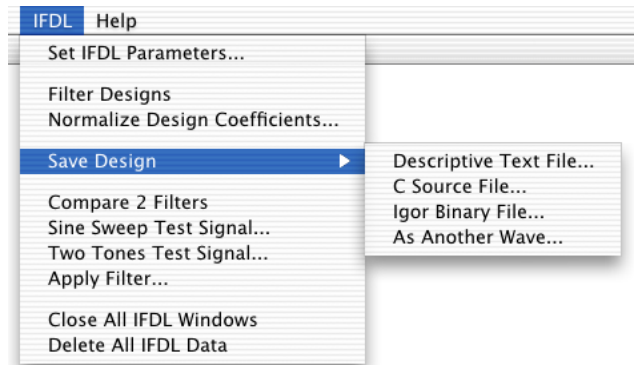 IFDL Help
Set IFDL Parameters...
Filter Designs
Normalize Design Coefficients...
Save Design
Descriptive Text File...
C Source File...
Igor Binary File...
As Another Wave...
Compare 2 Filters
Sine Sweep Test Signal...
Two Tones Test Signal...
Apply Filter...
Close All IFDL Windows
Delete All IFDL Data